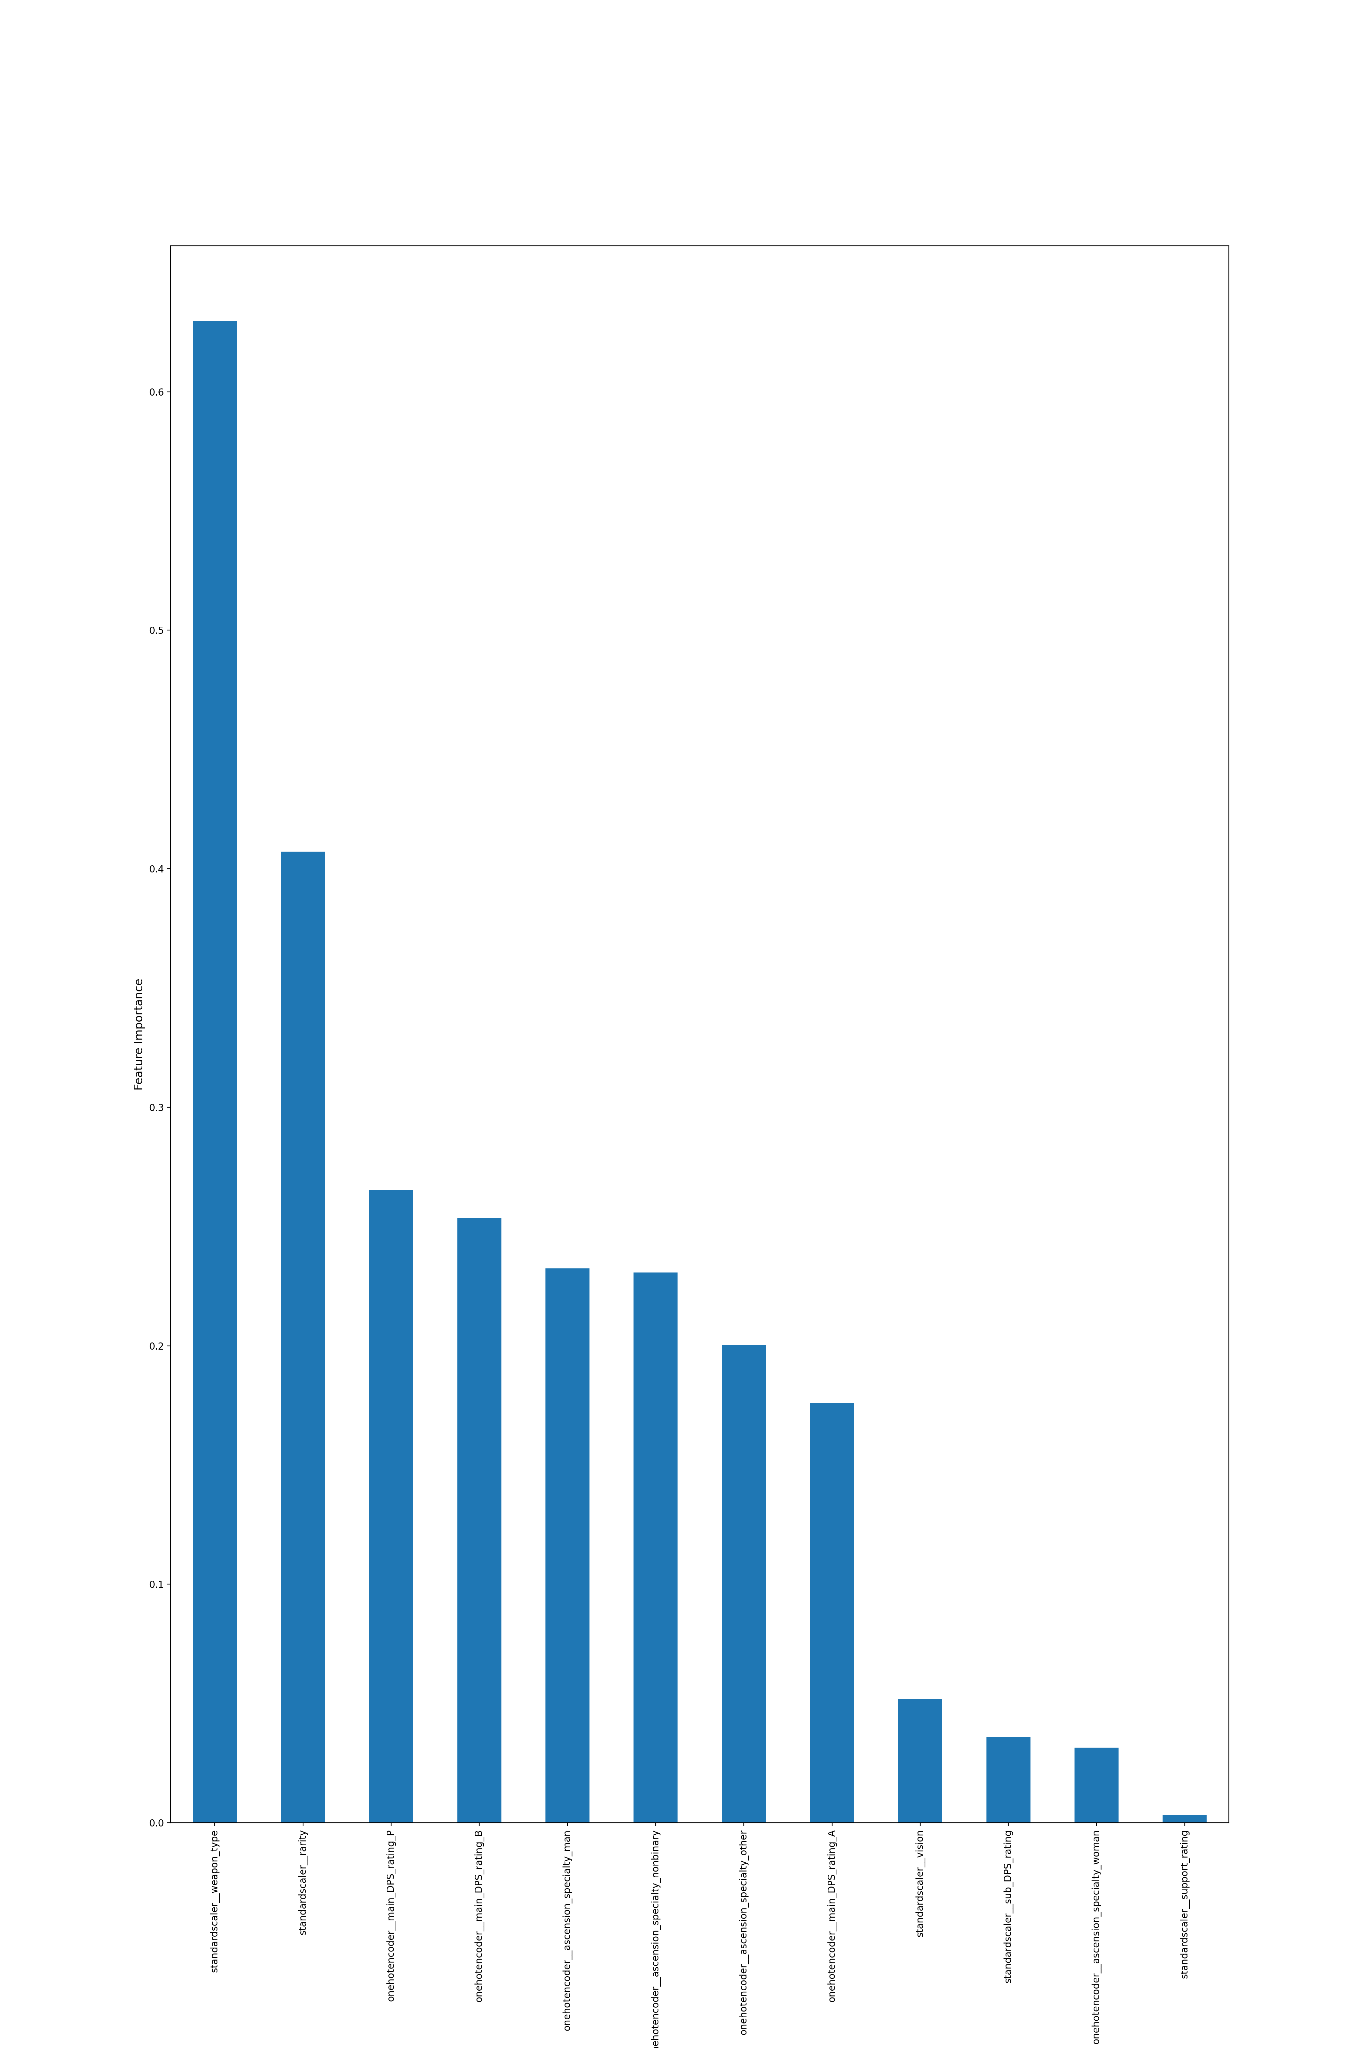 0.6
0.5
0.4
0.3
0.2
0.1
0.0
Feature Importance
standardscaler__weapon_type
standardscaler__rarity
onehotencoder__main_DPS_rating_P
onehotencoder__main_DPS_rating_B
onehotencoder__ascension_specialty_man
nehotencoder__ascension_specialty_nonbinary
onehotencoder__ascension_specialty_other
onehotencoder__main_DPS_rating_A
standardscaler__vision
standardscaler__sub_DPS_rating
onehotencoder__ascension_specialty_woman
standardscaler__support_rating